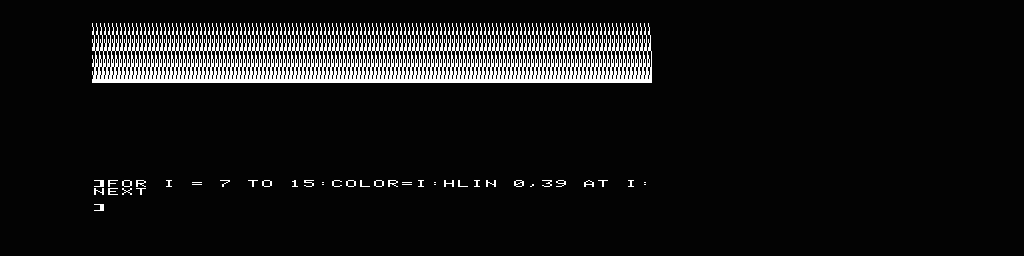 ]FOR I = 7 TO 15:COLOR=I:HLIN 0,39 AT I:
NEXT
]